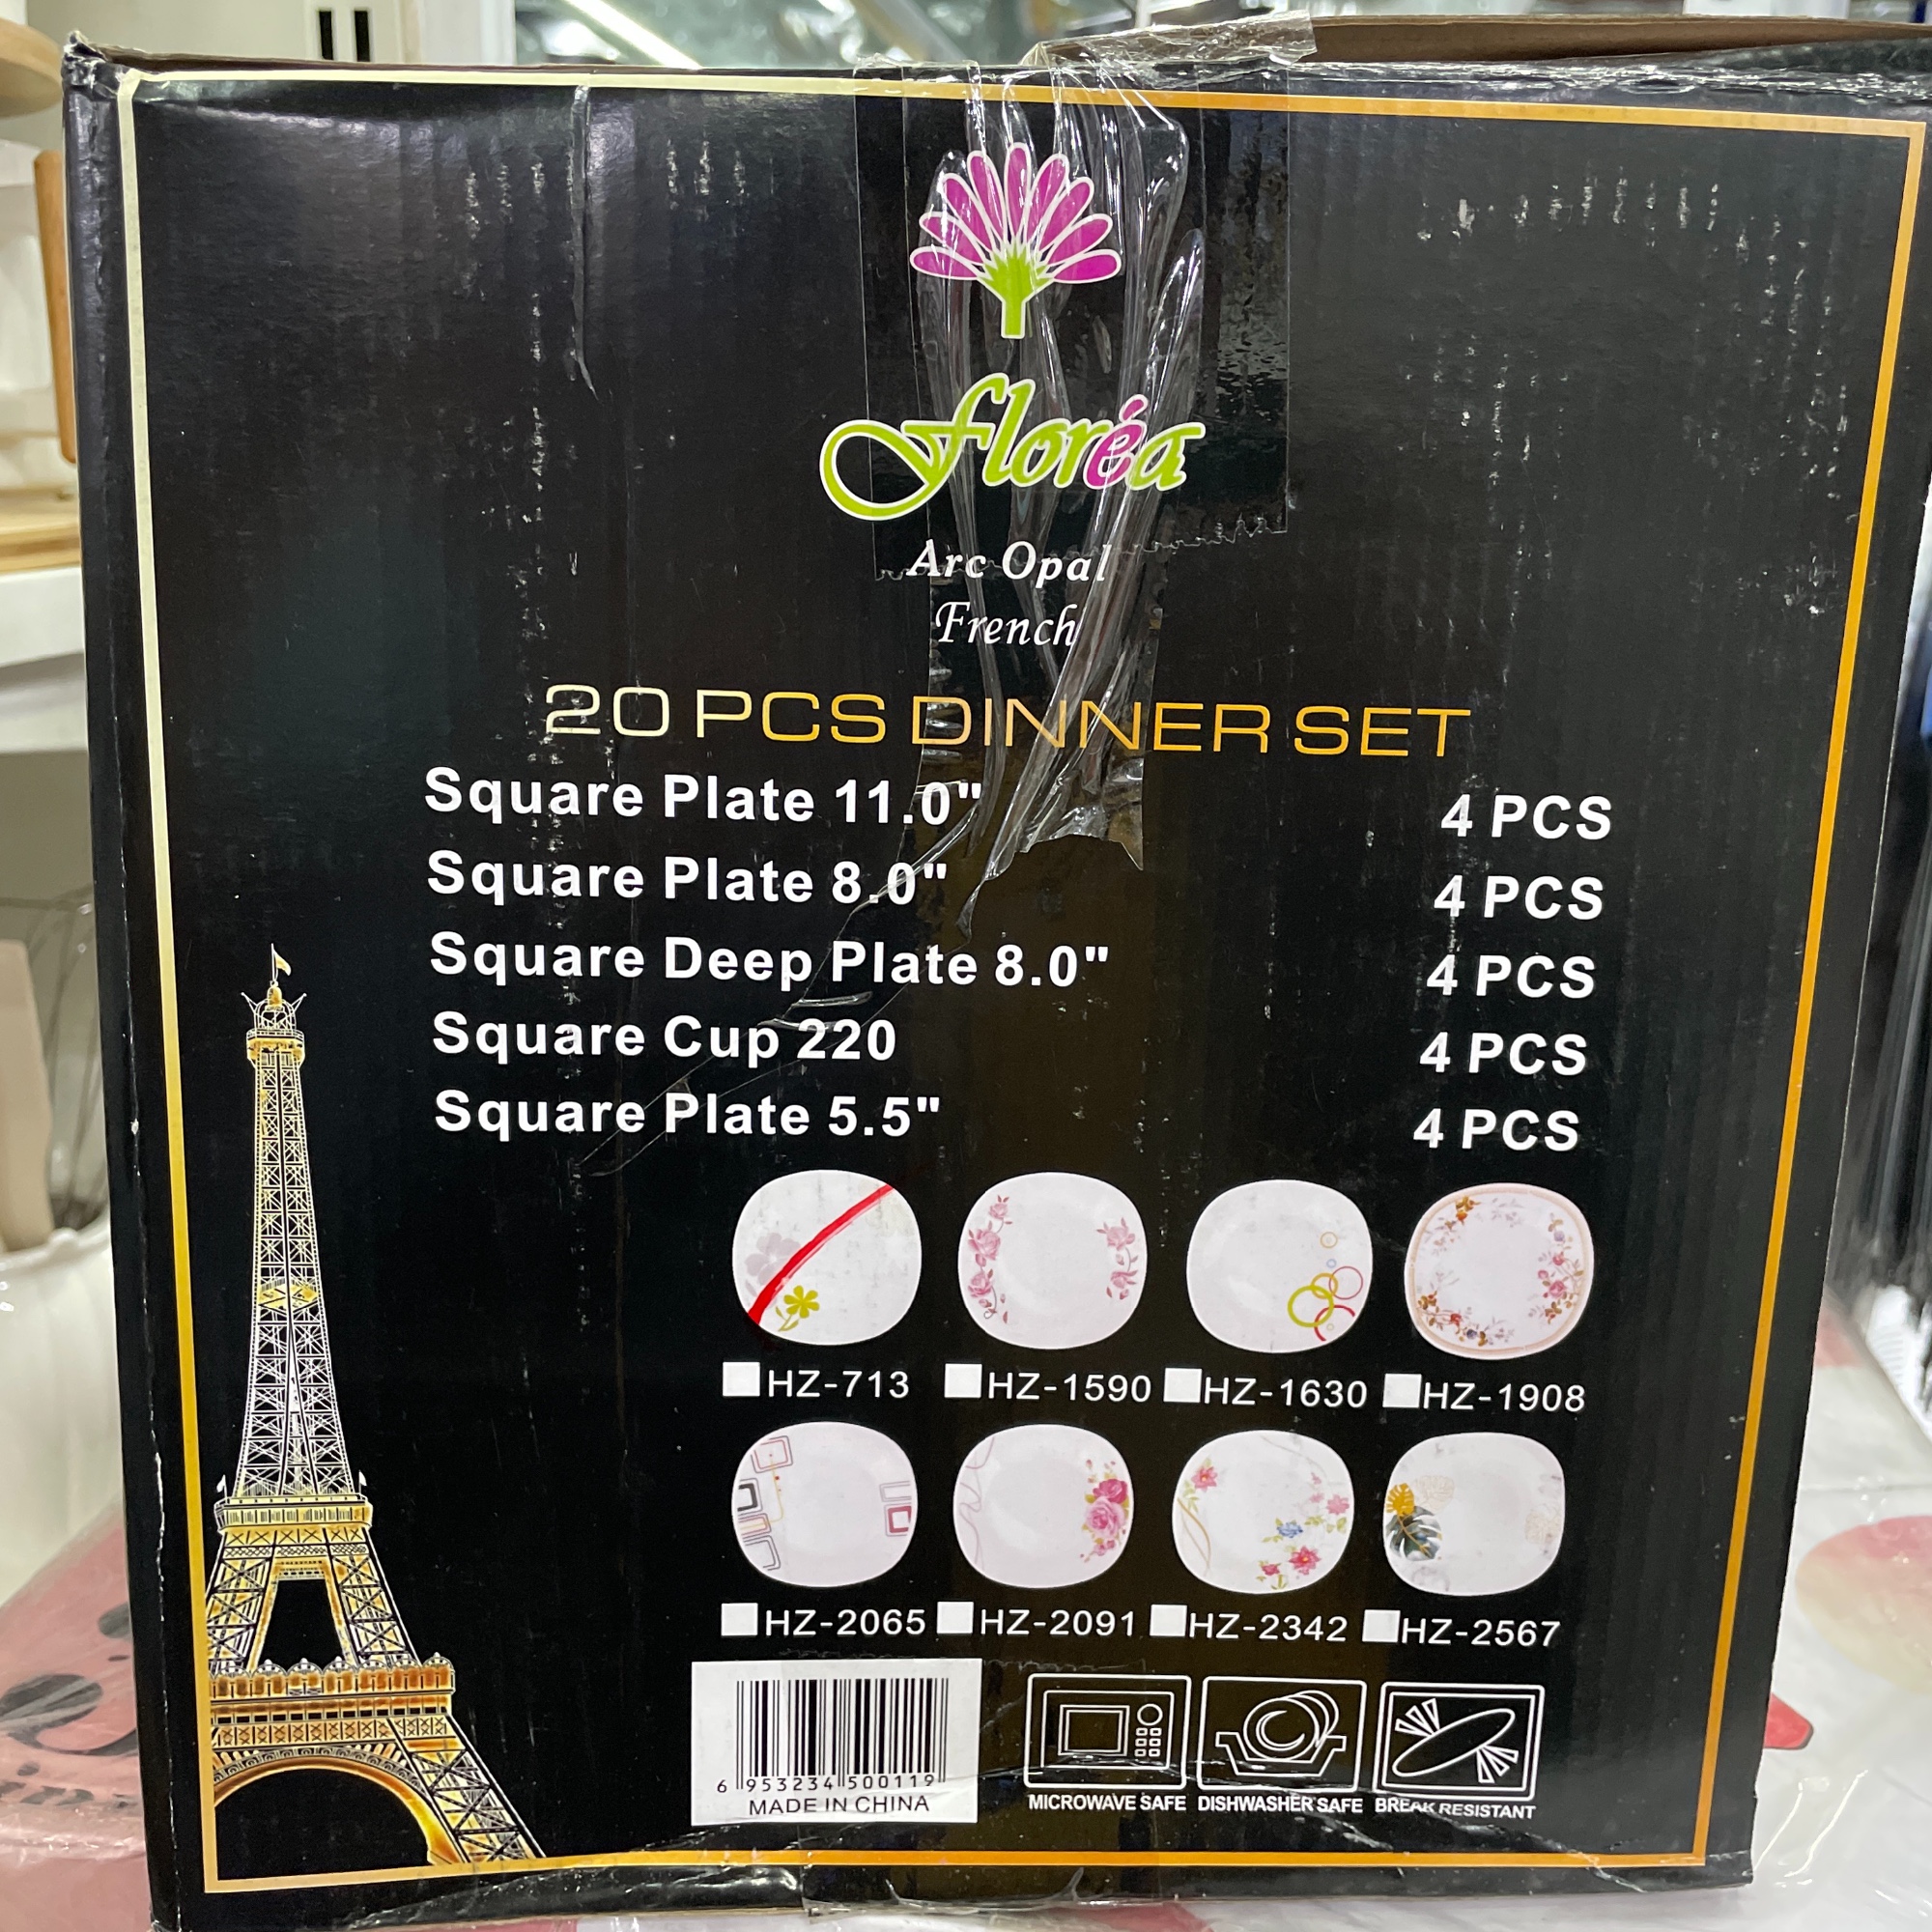 floréa
Arc Opal
French
20 PCS DINNER SET
Square Plate 11.0" 4 PCS
Square Plate 8.0" 4 PCS
Square Deep Plate 8.0" 4 PCS
Square Cup 220 4 PCS
Square Plate 5.5" 4 PCS
HZ-713 HZ-1590 HZ-1630 HZ-1908
HZ-2065 HZ-2091 HZ-2342 HZ-2567
6 953234 500119
MADE IN CHINA
MICROWAVE SAFE DISHWASHER SAFE BREAK RESISTANT